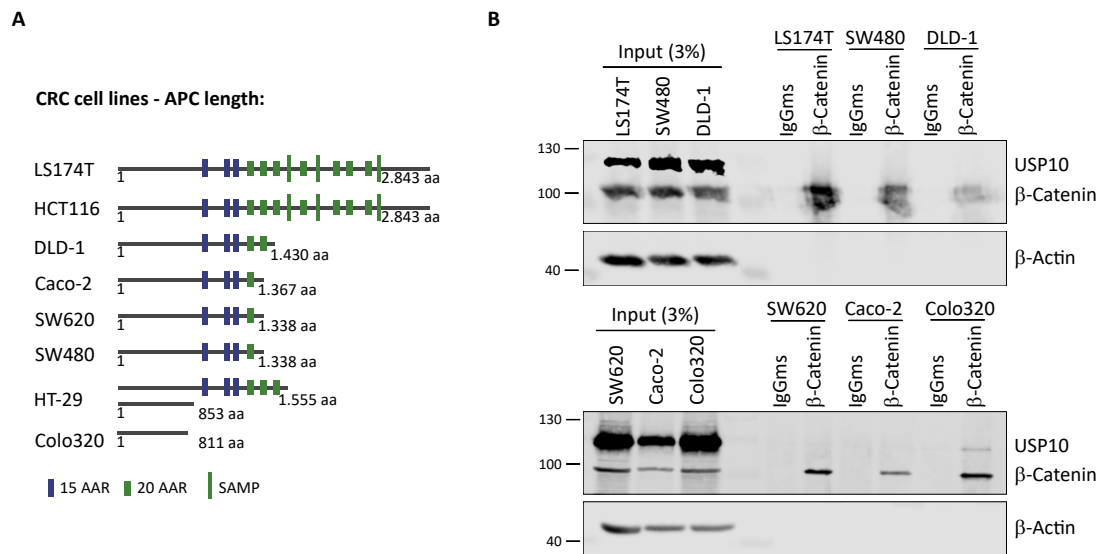 A
CRC cell lines - APC length:
LS174T
1
2.843 aa
HCT116
1
2.843 aa
DLD-1
1
1.430 aa
Caco-2
1
1.367 aa
SW620
1
1.338 aa
SW480
1
1.338 aa
HT-29
1.555 aa
1
853 aa
Colo320
1
811 aa
15 AAR
20 AAR
SAMP
B
Input (3%)
LS174T
SW480
DLD-1
LS174T
SW480
DLD-1
IgGms
β-Catenin
IgGms
β-Catenin
IgGms
β-Catenin
130
100
USP10
β-Catenin
40
β-Actin
Input (3%)
SW620
Caco-2
Colo320
SW620
Caco-2
Colo320
IgGms
β-Catenin
IgGms
β-Catenin
IgGms
β-Catenin
130
100
USP10
β-Catenin
40
β-Actin